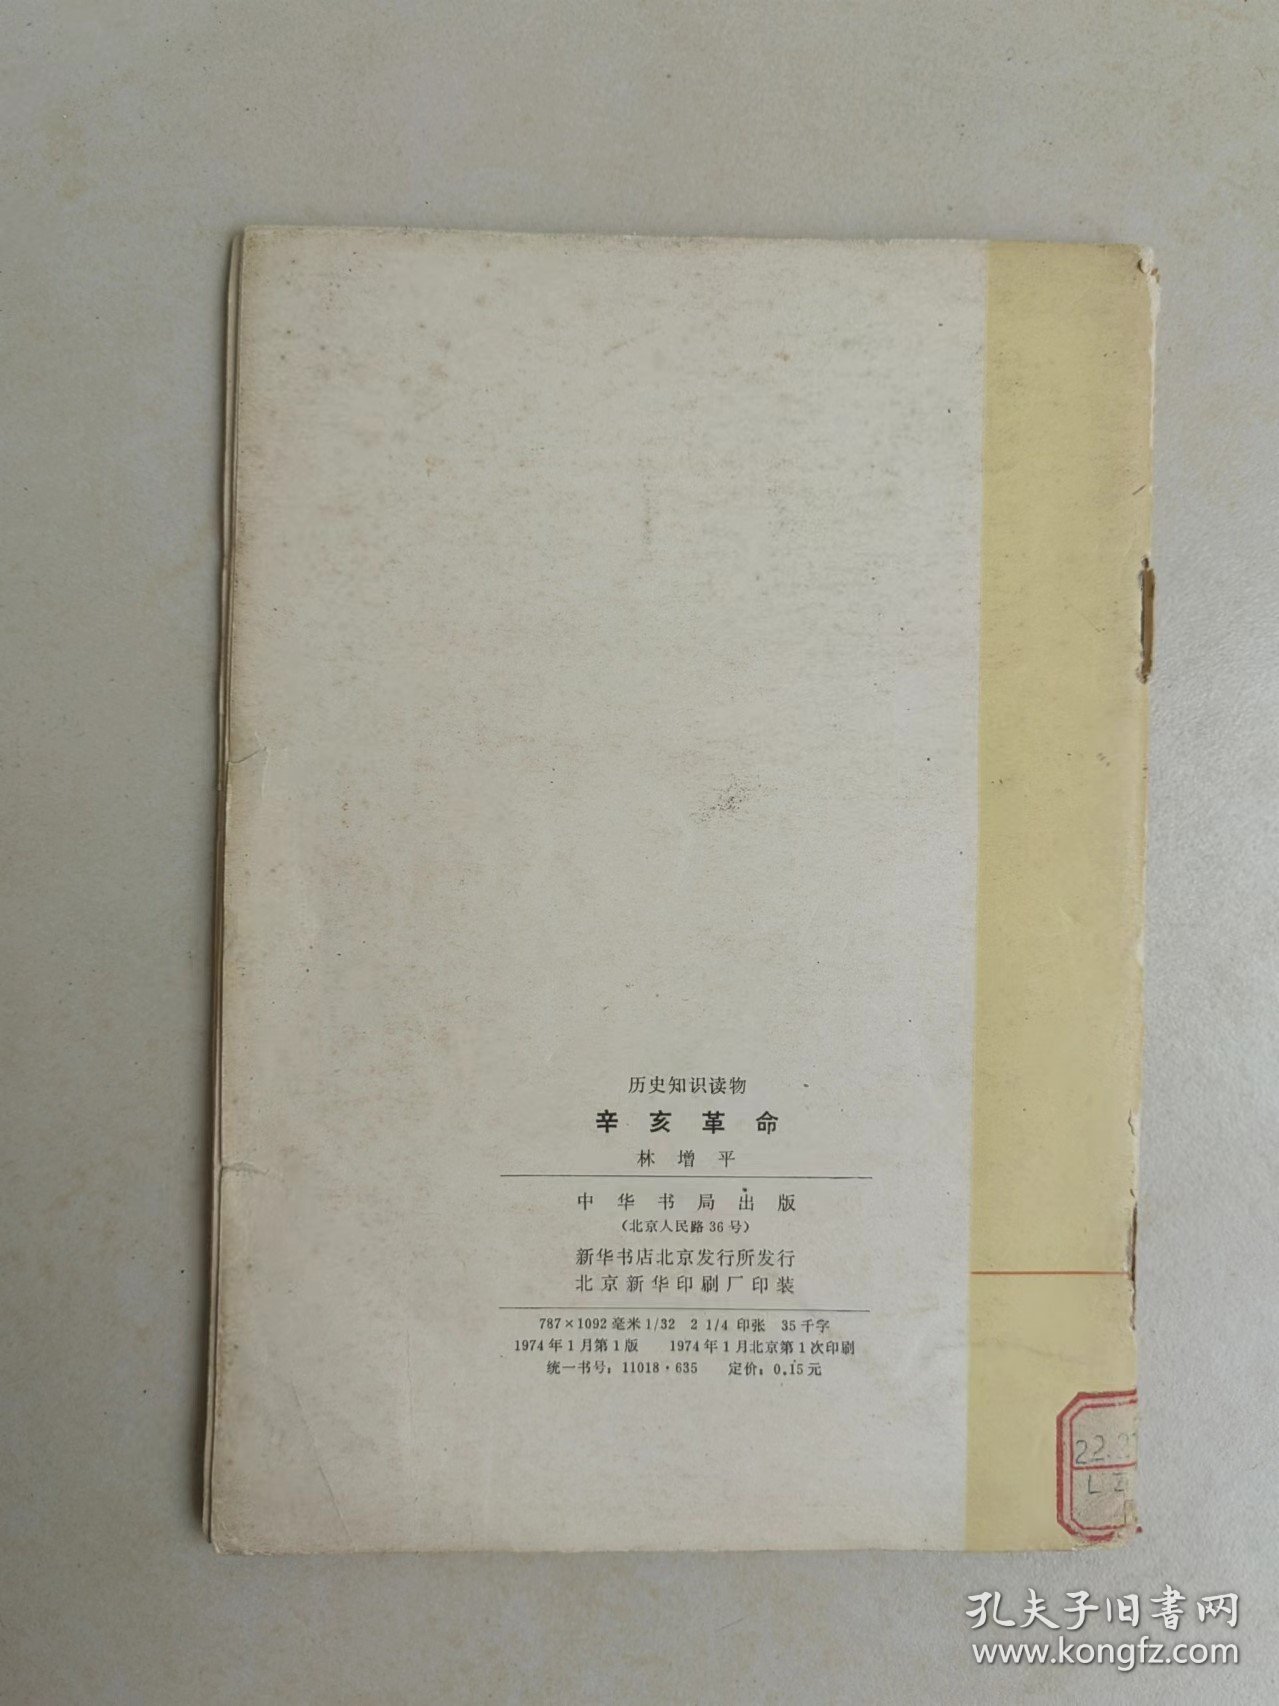 历史知识读物
辛亥革命
林增平
中华书局出版
（北京人民路36号）
新华书店北京发行所发行
北京新华印刷厂印装
787×1092毫米1/32 2 1/4 印张 35千字
1974年1月第1版 1974年1月北京第1次印刷
统一书号：11018·635 定价：0.15元
22.2
LZ
孔夫子旧書网
www.kongfz.com